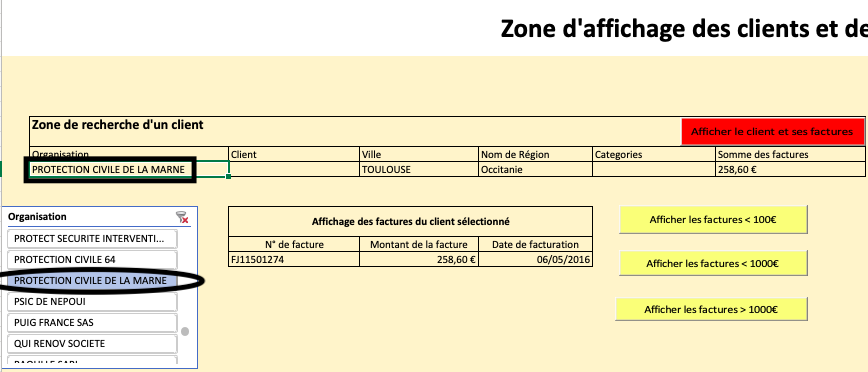 Zone d'affichage des clients et de
Zone de recherche d'un client
Afficher le client et ses factures
Organisation Client Ville Nom de Région Categories Somme des factures
PROTECTION CIVILE DE LA MARNE TOULOUSE Occitanie 258,60 €
Organisation
PROTECT SECURITE INTERVENTI...
PROTECTION CIVILE 64
PROTECTION CIVILE DE LA MARNE
PSIC DE NEPOUI
PUIG FRANCE SAS
QUI RENOV SOCIETE
Affichage des factures du client sélectionné
N° de facture Montant de la facture Date de facturation
FJ11501274 258,60 € 06/05/2016
Afficher les factures < 100€
Afficher les factures < 1000€
Afficher les factures > 1000€